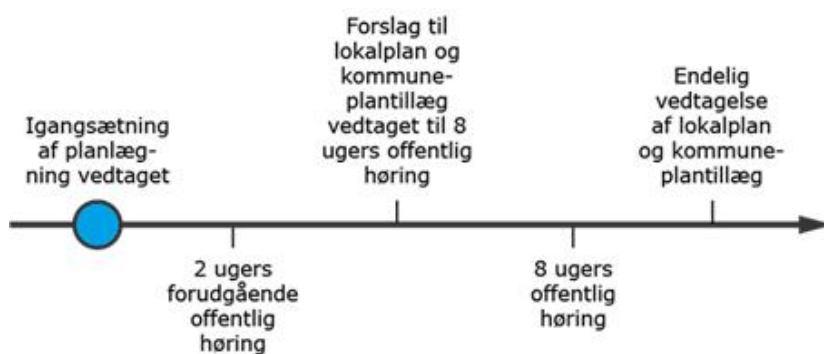 Igangsætning
af planlæg-
ning vedtaget
2 ugers
forudgående
offentlig
høring
Forslag til
lokalplan og
kommune-
plantillæg
vedtaget til 8
ugers offentlig
høring
8 ugers
offentlig
høring
Endelig
vedtagelse
af lokalplan
og kommune-
plantillæg